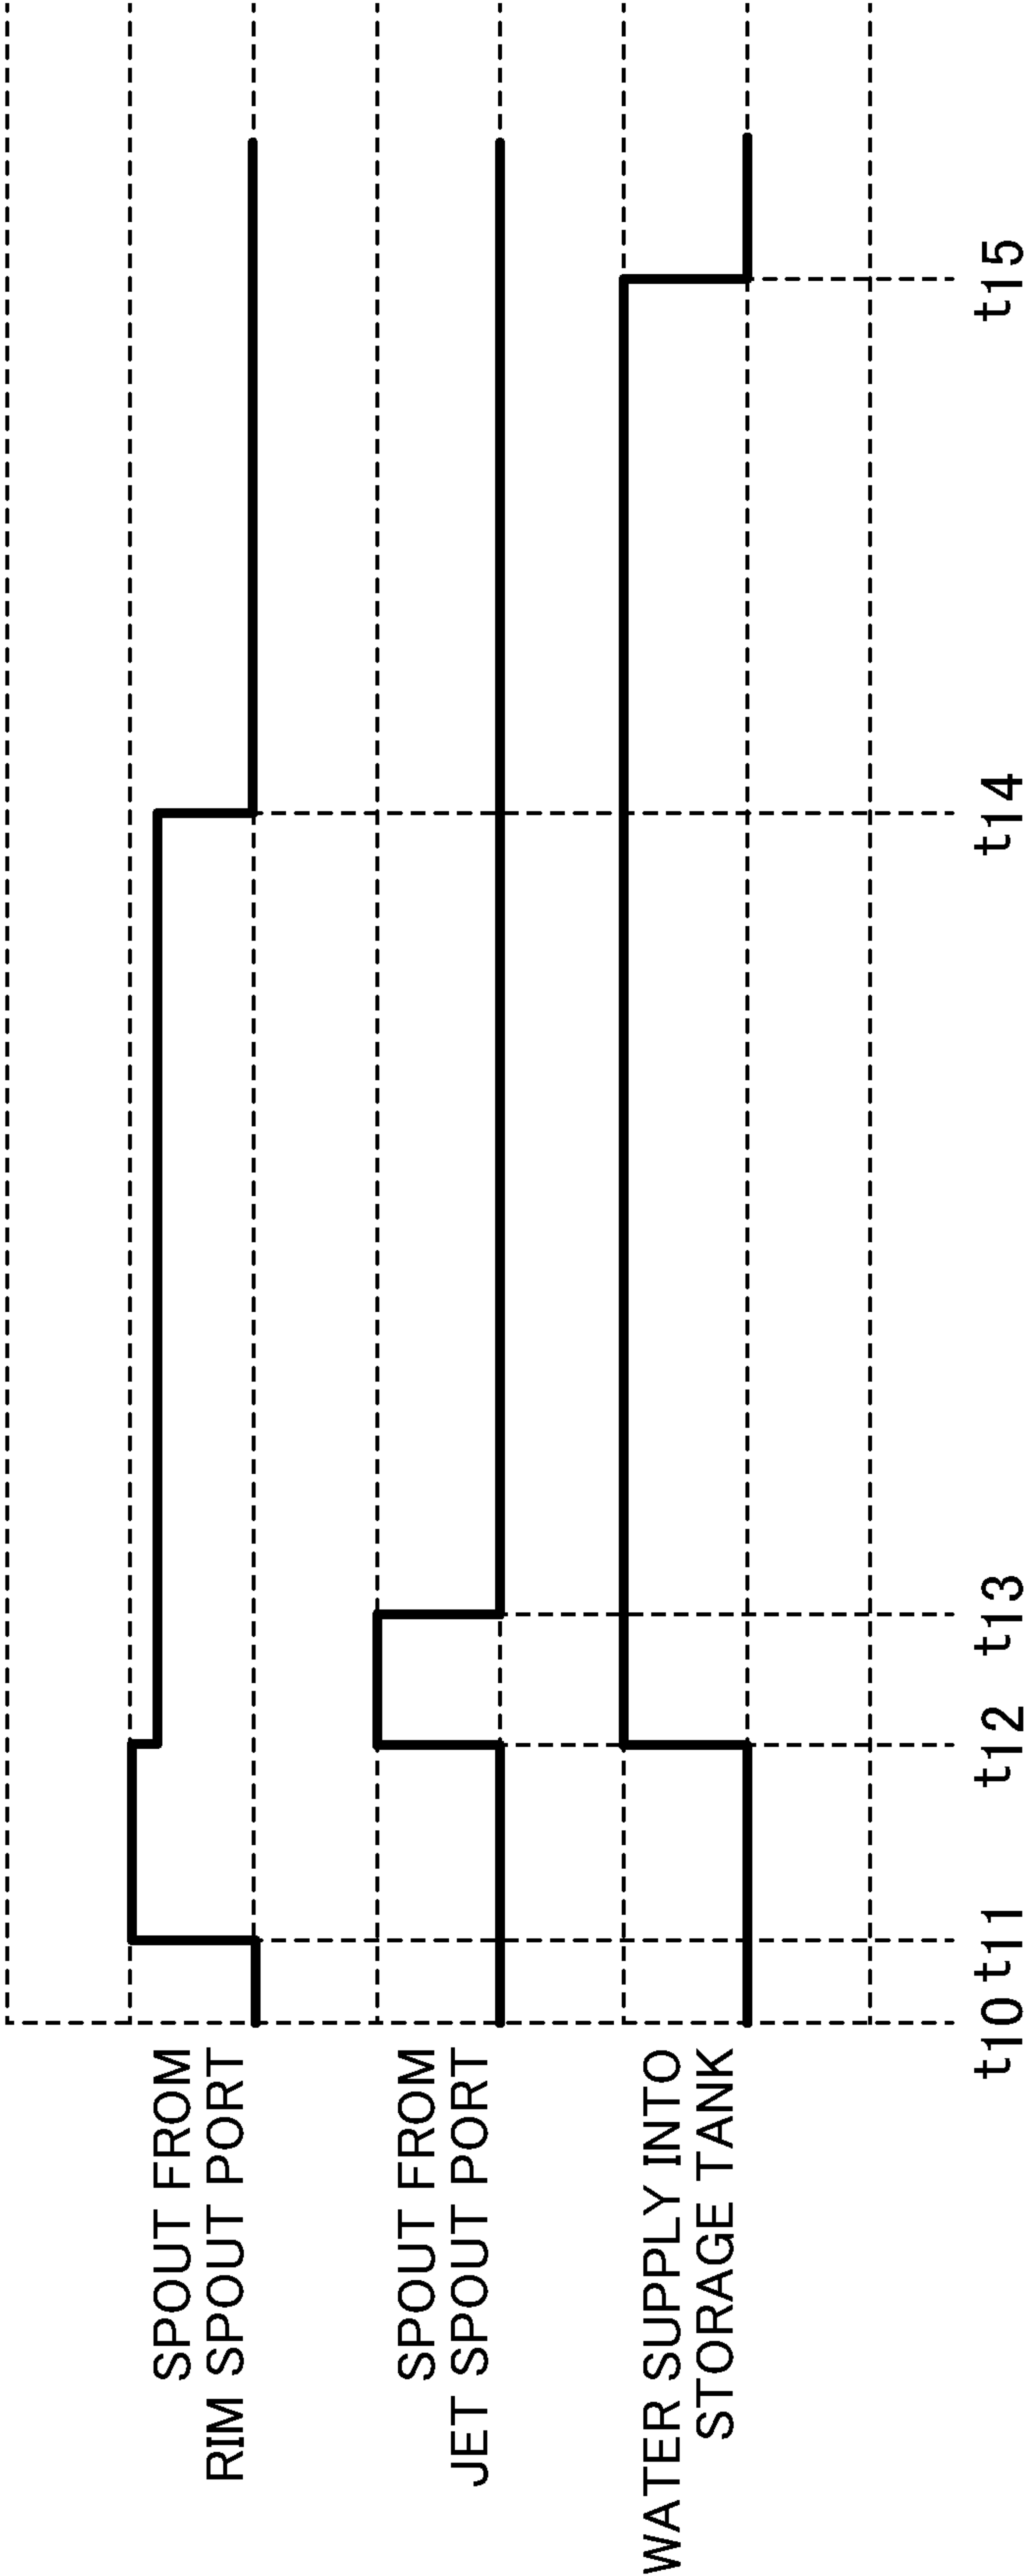 SPOUT FROM
RIM SPOUT PORT
SPOUT FROM
JET SPOUT PORT
WATER SUPPLY INTO
STORAGE TANK
t10 t11 t12 t13 t14 t15